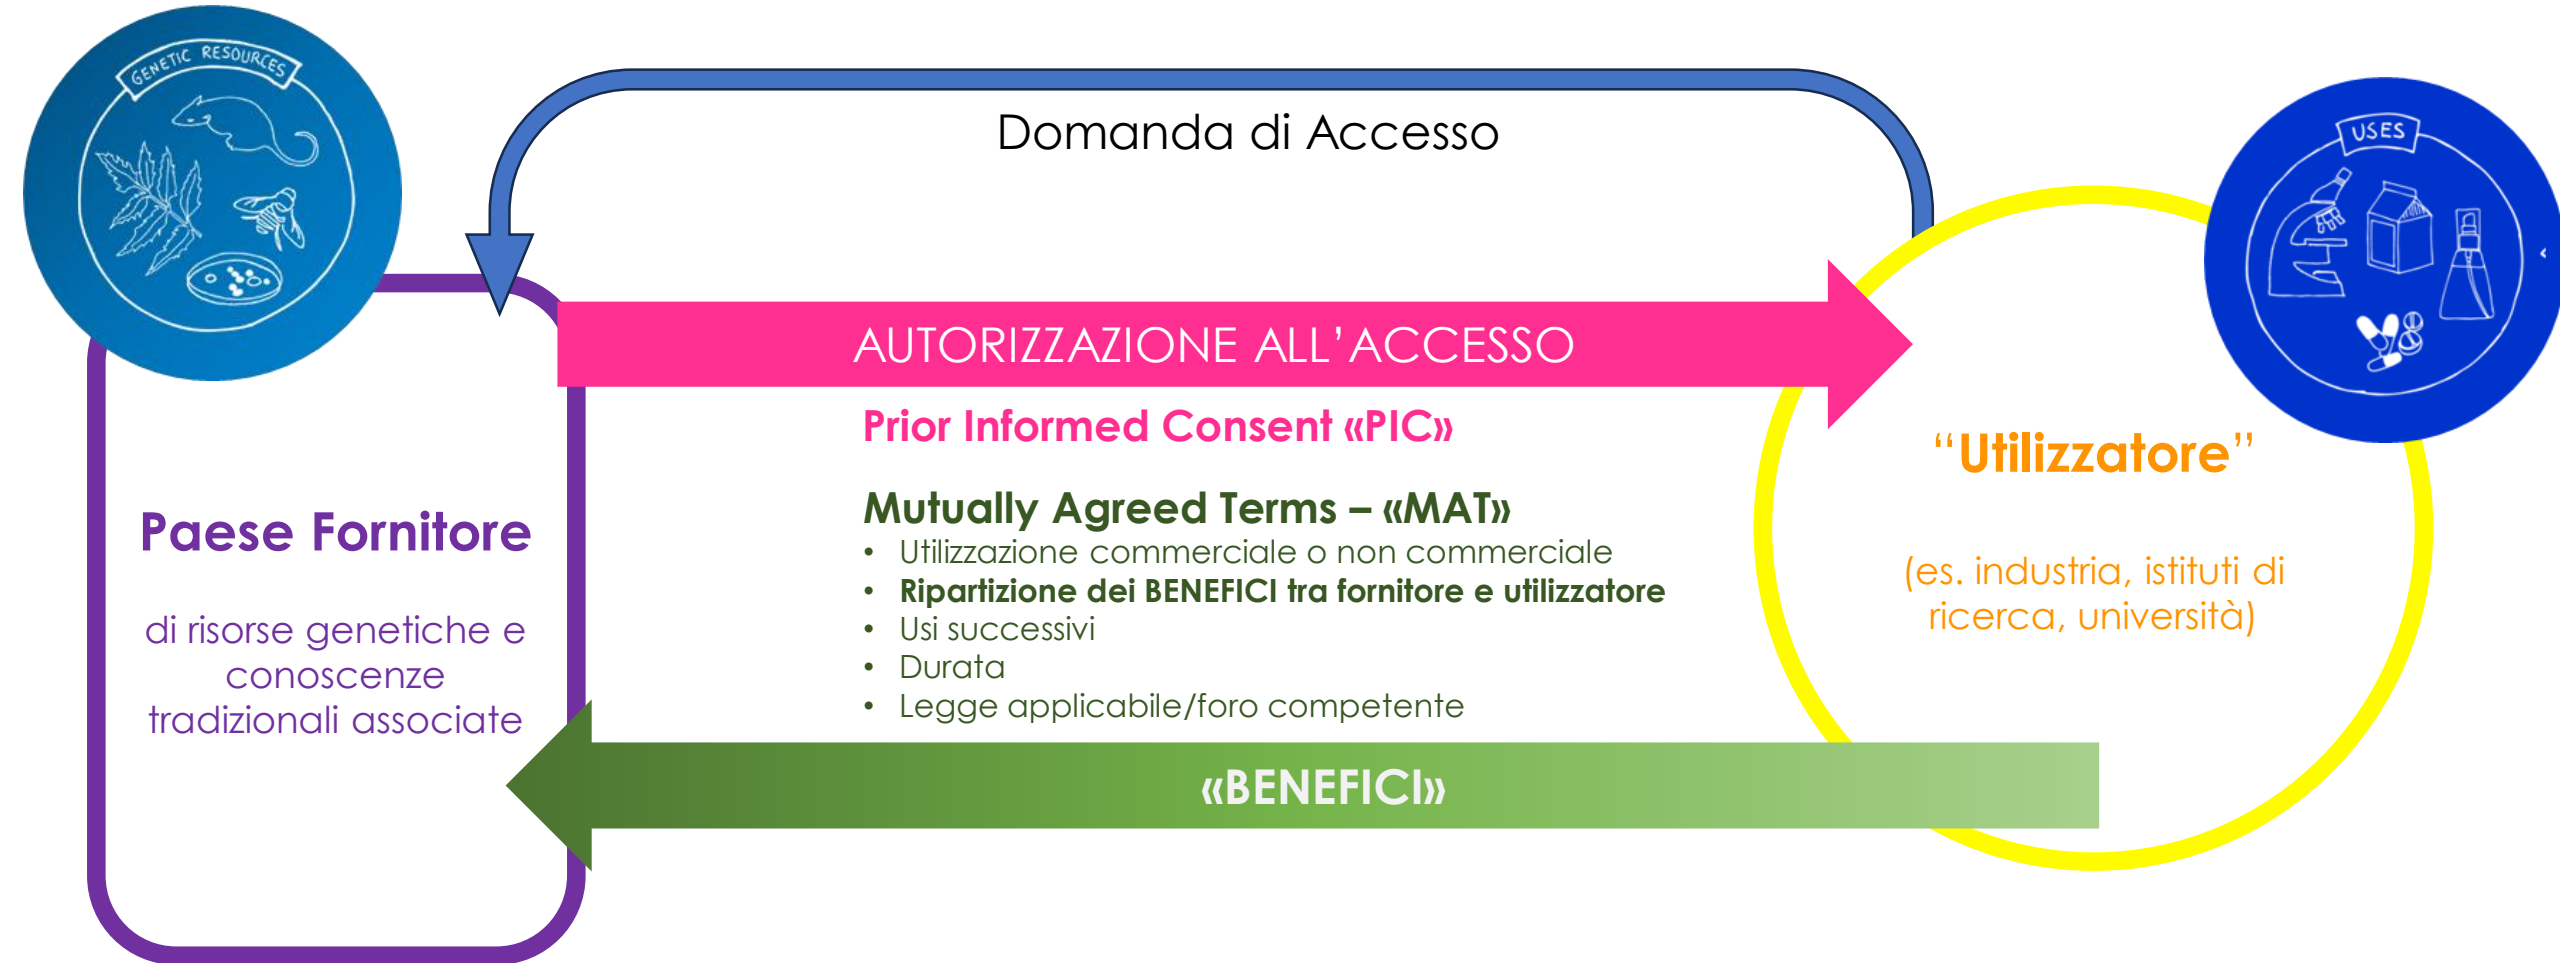 GENETIC RESOURCES
USES
Domanda di Accesso
AUTORIZZAZIONE ALL'ACCESSO
Prior Informed Consent «PIC»
Mutually Agreed Terms – «MAT»
• Utilizzazione commerciale o non commerciale
• Ripartizione dei BENEFICI tra fornitore e utilizzatore
• Usi successivi
• Durata
• Legge applicabile/foro competente
«BENEFICI»
Paese Fornitore
di risorse genetiche e
conoscenze
tradizionali associate
“Utilizzatore”
(es. industria, istituti di
ricerca, università)